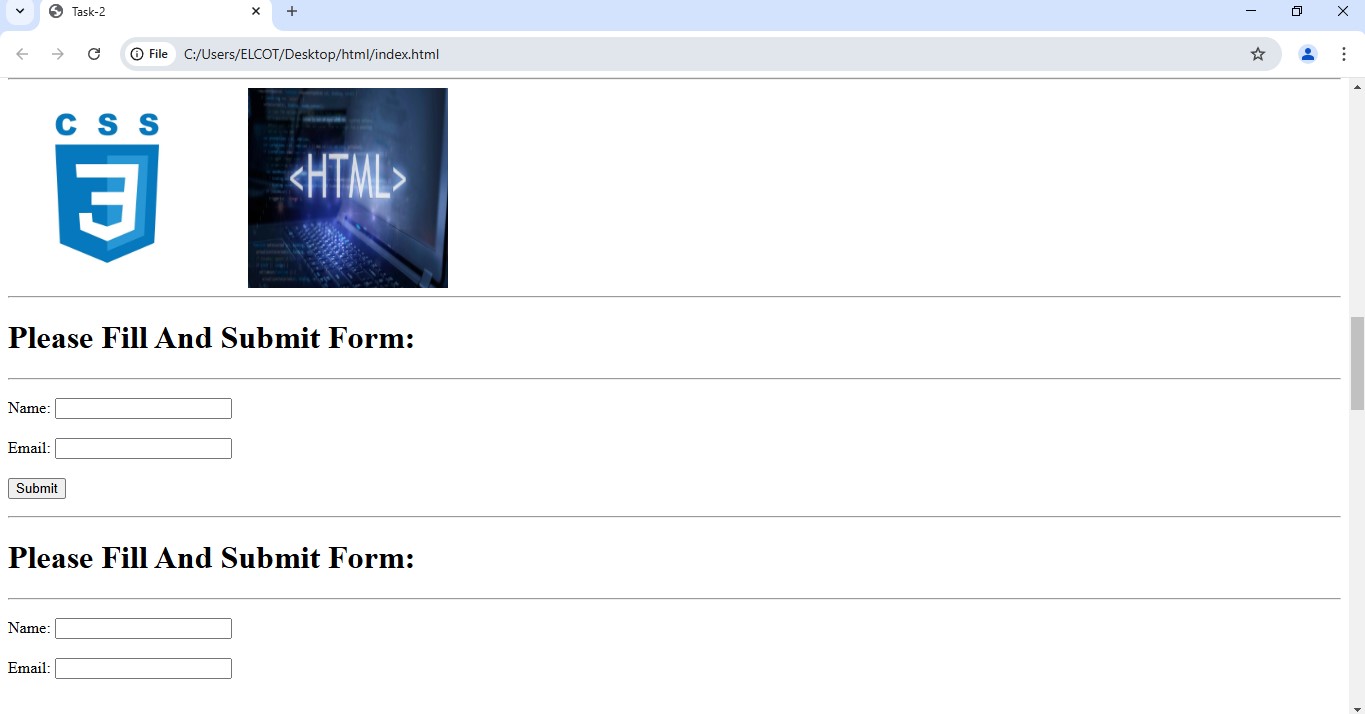 Task-2
File C:/Users/ELCOT/Desktop/html/index.html
CSS
3
<HTML>
Please Fill And Submit Form:
Name:
Email:
Submit
Please Fill And Submit Form:
Name:
Email: